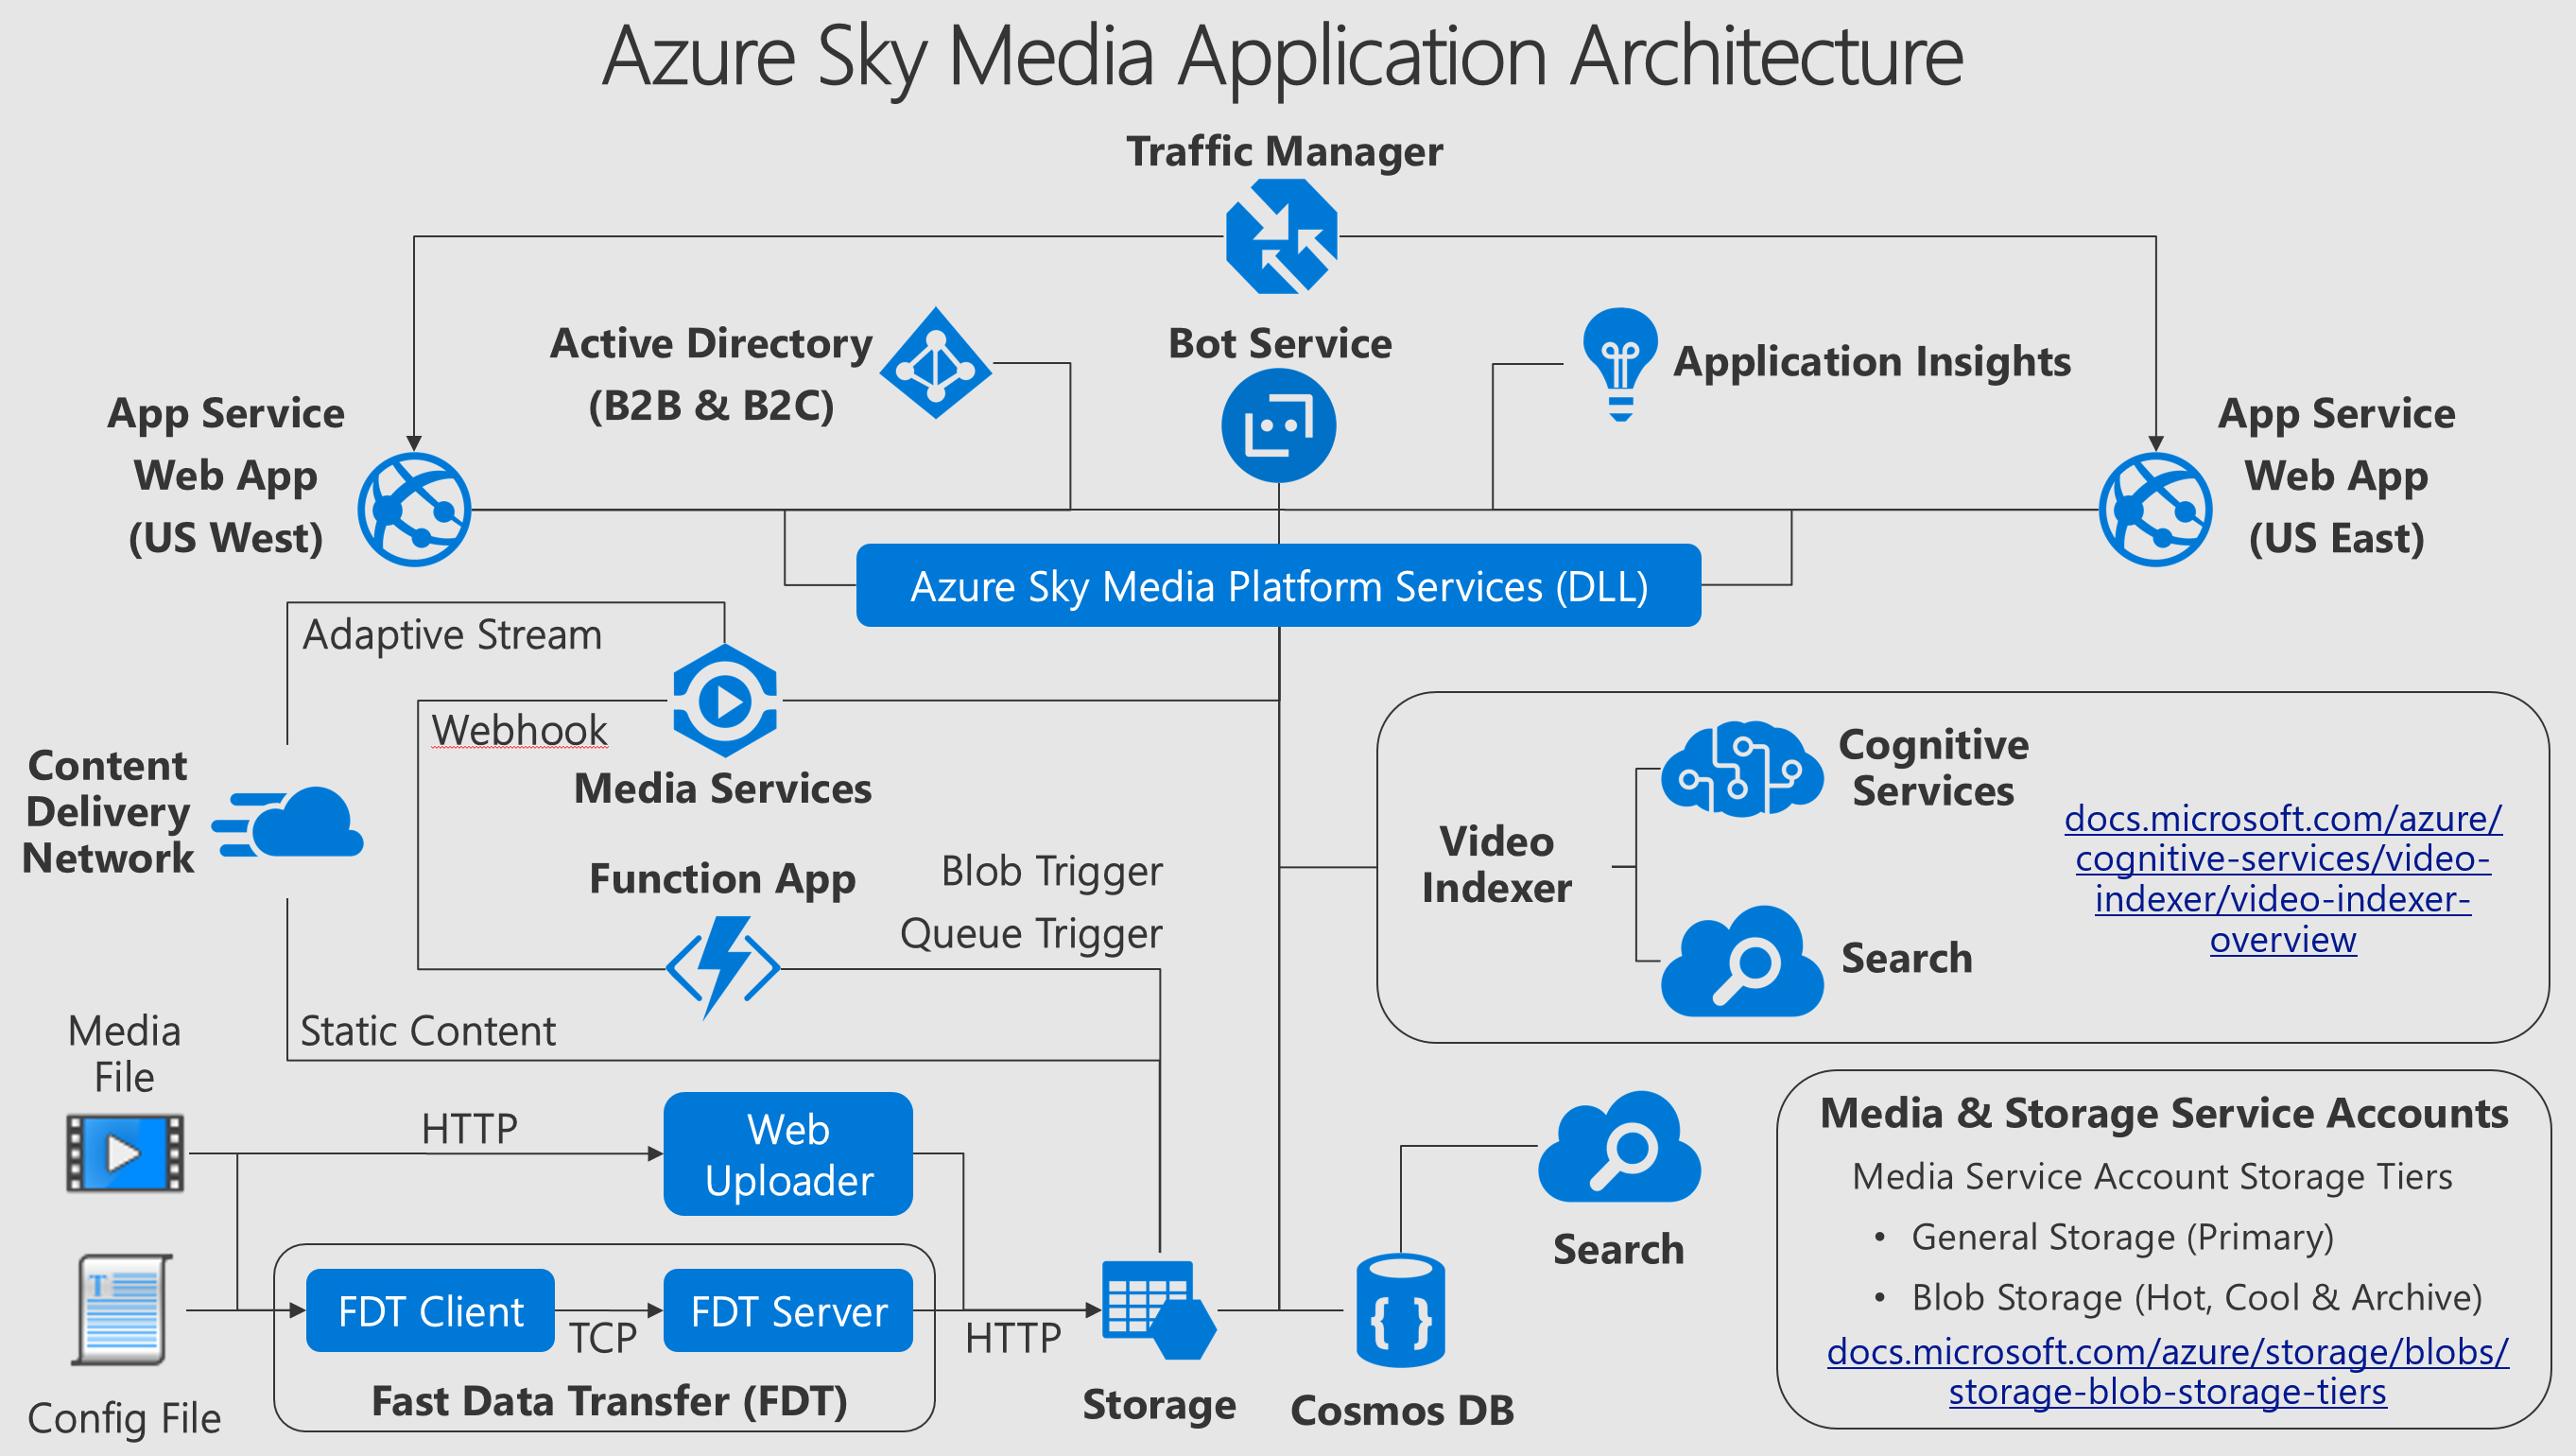 Azure Sky Media Application Architecture
Traffic Manager
Active Directory
(B2B & B2C)
Bot Service
Application Insights
App Service
Web App
(US West)
App Service
Web App
(US East)
Azure Sky Media Platform Services (DLL)
Adaptive Stream
Webhook
Media Services
Content
Delivery
Network
Function App
Blob Trigger
Queue Trigger
Static Content
Video
Indexer
Cognitive
Services
Search
docs.microsoft.com/azure/
cognitive-services/video-
indexer/video-indexer-
overview
Media
File
HTTP
Web
Uploader
Config File
FDT Client
TCP
FDT Server
Fast Data Transfer (FDT)
HTTP
Storage
Cosmos DB
Search
Media & Storage Service Accounts
Media Service Account Storage Tiers
• General Storage (Primary)
• Blob Storage (Hot, Cool & Archive)
docs.microsoft.com/azure/storage/blobs/
storage-blob-storage-tiers
T
{ }